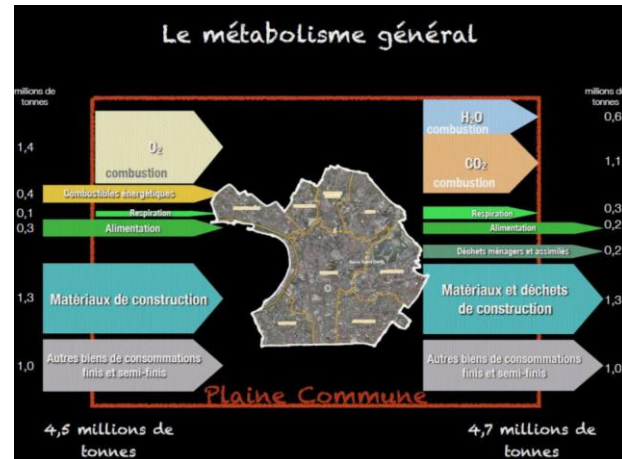 Le métabolisme général
millions de
tonnes
1,4
O₂
combustion
0,4
Combustibles énergétiques
0,1
Respiration
0,3
Alimentation
1,3
Matériaux de construction
1,0
Autres biens de consommations
finis et semi-finis
4,5 millions de
tonnes
Plaine Commune
millions de
tonnes
H₂O
combustion
0,6
CO₂
combustion
1,1
Respiration
0,3
Alimentation
0,2
Déchets ménagers et assimilés
0,2
Matériaux et déchets
de construction
1,3
Autres biens de consommations
finis et semi-finis
1,0
4,7 millions de
tonnes